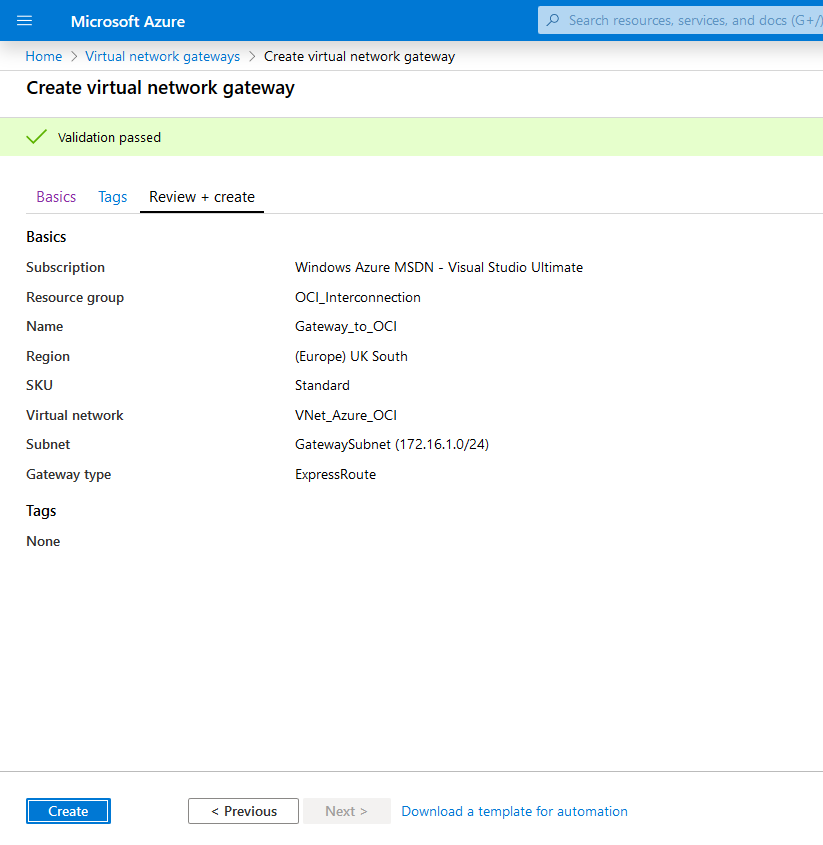 Microsoft Azure
Search resources, services, and docs (G+/)
Home > Virtual network gateways > Create virtual network gateway
Create virtual network gateway
Validation passed
Basics Tags Review + create
Basics
Subscription Windows Azure MSDN - Visual Studio Ultimate
Resource group OCI_Interconnection
Name Gateway_to_OCI
Region (Europe) UK South
SKU Standard
Virtual network VNet_Azure_OCI
Subnet GatewaySubnet (172.16.1.0/24)
Gateway type ExpressRoute
Tags
None
Create < Previous Next > Download a template for automation